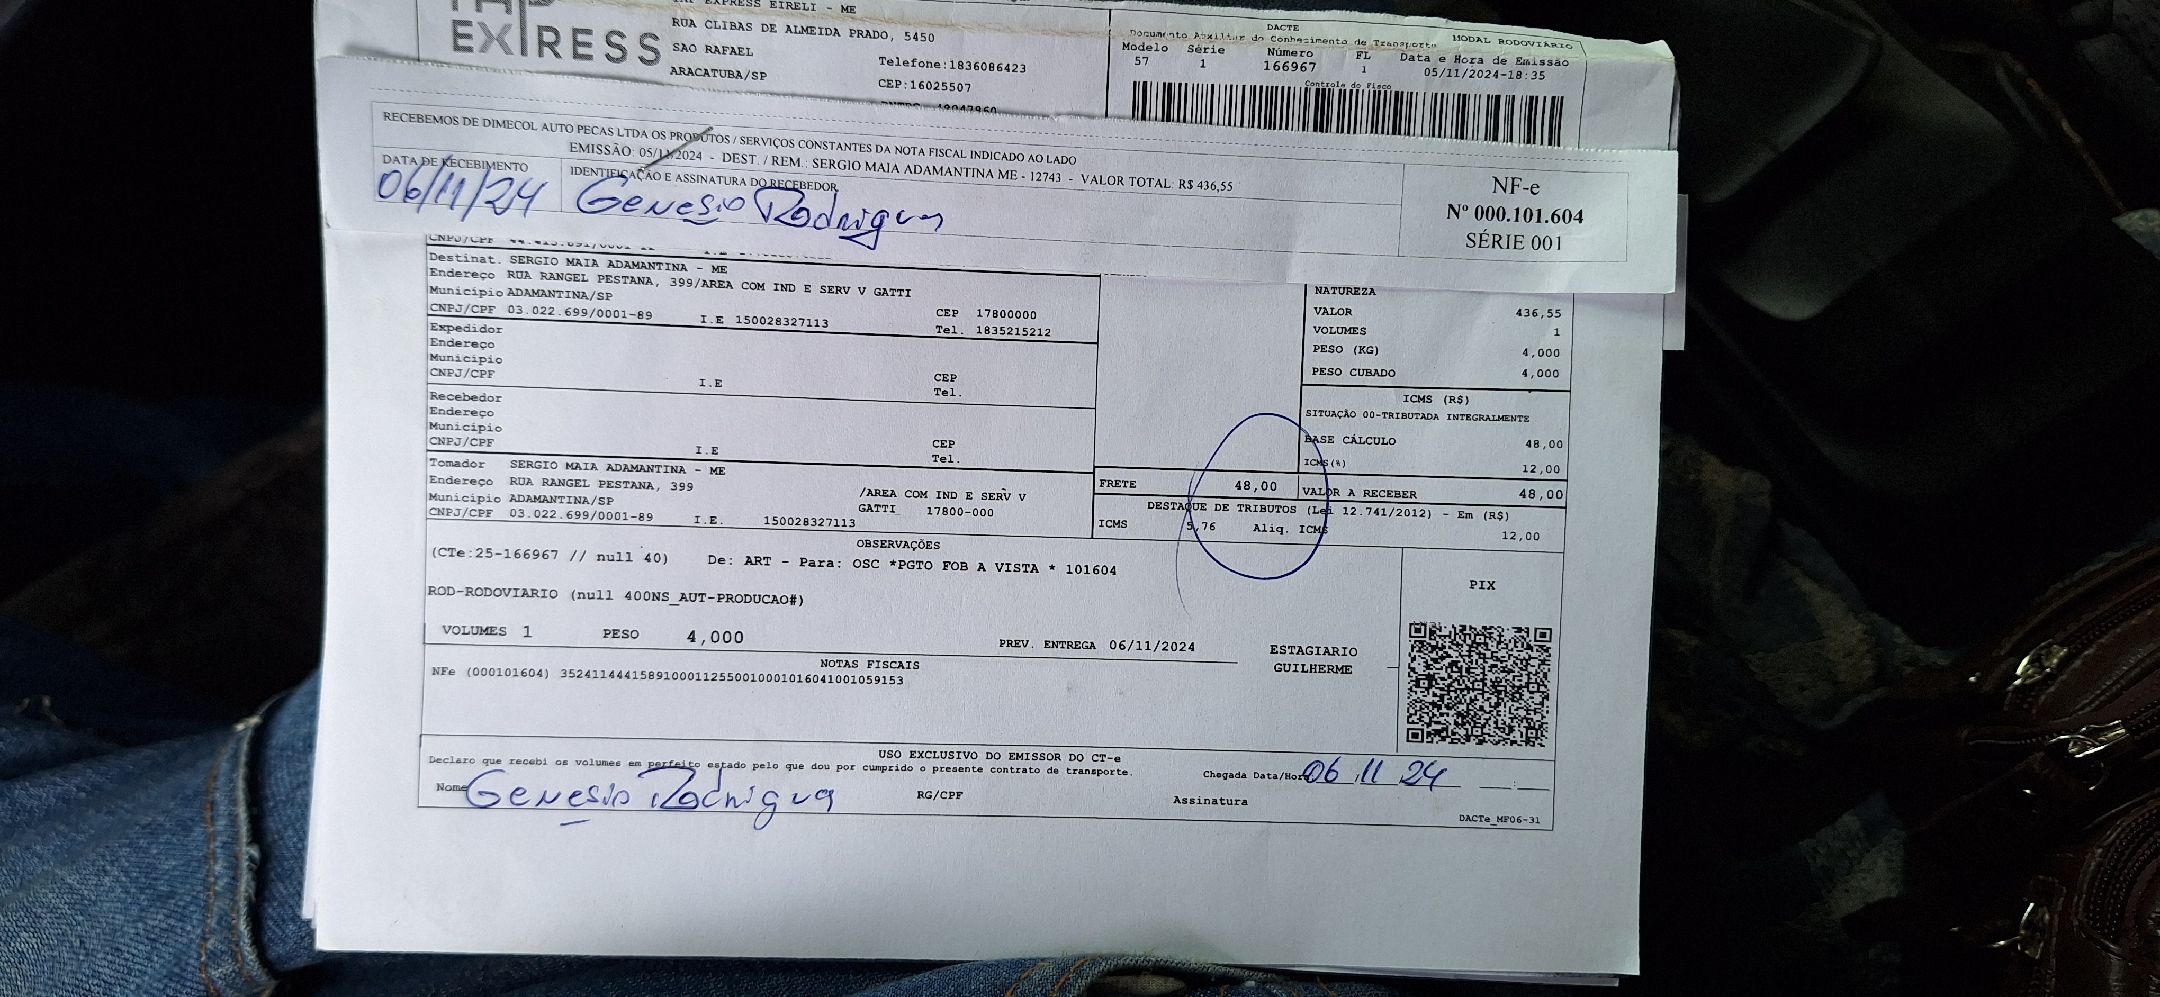 EXPRESS EIRELI - ME
EXPRESS
RUA CLIBAS DE ALMEIDA PRADO, 5450
SAO RAFAEL
Telefone:1836086423
ARACATUBA/SP
CEP:16025507
DACTE
Documento Auxiliar do Conhecimento de Transporte
MODAL RODOVIÁRIO
Modelo Série Número FL Data e Hora de Emissão
57 1 166967 1 05/11/2024-18:35
Controle do Fisco
RECEBEMOS DE DIMECOL AUTO PECAS LTDA OS PRODUTOS / SERVIÇOS CONSTANTES DA NOTA FISCAL INDICADO AO LADO
EMISSÃO: 05/11/2024 - DEST. / REM.: SERGIO MAIA ADAMANTINA ME - 12743 - VALOR TOTAL: R$ 436,55
DATA DE RECEBIMENTO
IDENTIFICAÇÃO E ASSINATURA DO RECEBEDOR
06/11/24
Genesio Rodrigues
NF-e
Nº 000.101.604
SÉRIE 001
CNPJ/CPF
Destinat. SERGIO MAIA ADAMANTINA - ME
Endereço RUA RANGEL PESTANA, 399/AREA COM IND E SERV V GATTI
Municipio ADAMANTINA/SP
CEP 17800000
CNPJ/CPF 03.022.699/0001-89 I.E 150028327113 Tel. 1835215212
Expedidor
Endereço
Municipio
CEP
CNPJ/CPF I.E Tel.
Recebedor
Endereço
Municipio
CEP
CNPJ/CPF I.E Tel.
Tomador SERGIO MAIA ADAMANTINA - ME
Endereço RUA RANGEL PESTANA, 399 /AREA COM IND E SERV V
Municipio ADAMANTINA/SP GATTI 17800-000
CNPJ/CPF 03.022.699/0001-89 I.E. 150028327113
NATUREZA
VALOR 436,55
VOLUMES 1
PESO (KG) 4,000
PESO CUBADO 4,000
ICMS (R$)
SITUAÇÃO 00-TRIBUTADA INTEGRALMENTE
BASE CÁLCULO 48,00
ICMS(%) 12,00
FRETE 48,00 VALOR A RECEBER 48,00
DESTAQUE DE TRIBUTOS (Lei 12.741/2012) - Em (R$)
ICMS 5,76 Aliq. ICMS 12,00
OBSERVAÇÕES
(CTe:25-166967 // null 40) De: ART - Para: OSC *PGTO FOB A VISTA * 101604
ROD-RODOVIARIO (null 400NS_AUT-PRODUCAO#)
PIX
VOLUMES 1 PESO 4,000 PREV. ENTREGA 06/11/2024
ESTAGIARIO
GUILHERME
NOTAS FISCAIS
NFe (000101604) 35241144415891000112550010001016041001059153
USO EXCLUSIVO DO EMISSOR DO CT-e
Declaro que recebi os volumes em perfeito estado pelo que dou por cumprido o presente contrato de transporte.
Chegada Data/Hora 06 11 24
Nome Genesio Rodrigues RG/CPF Assinatura
DACTe_MF06-31